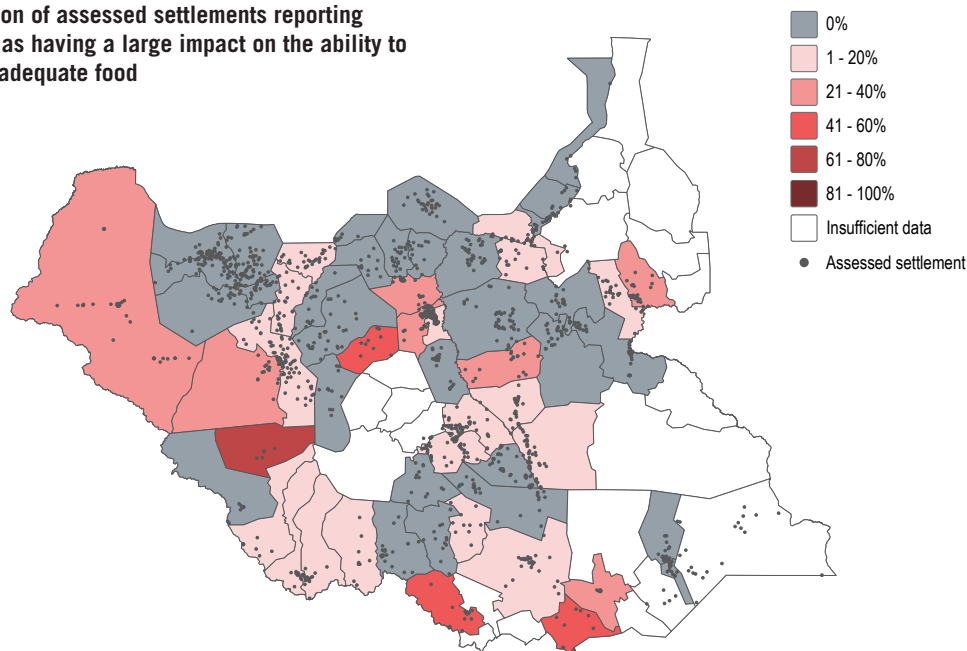 on of assessed settlements reporting
as having a large impact on the ability to
adequate food
0%
1 - 20%
21 - 40%
41 - 60%
61 - 80%
81 - 100%
Insufficient data
Assessed settlement